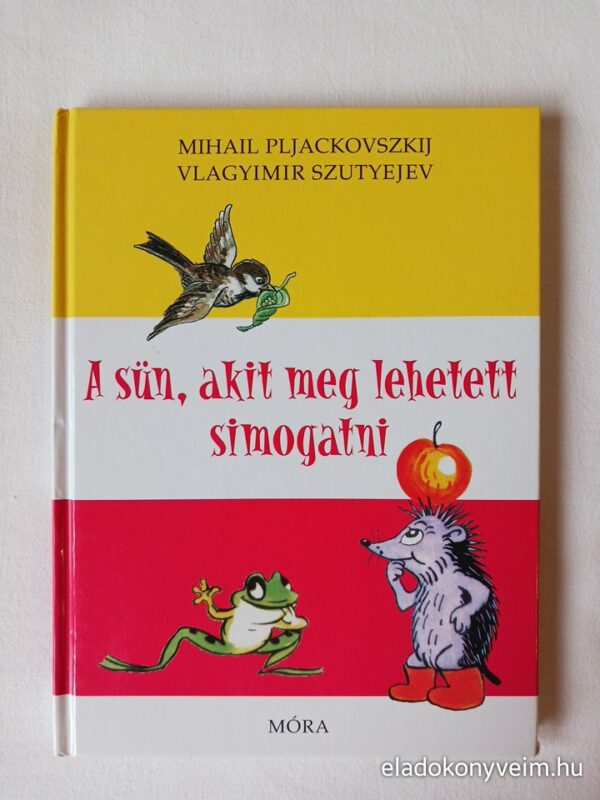 MIHAIL PLJACKOVSZKIJ
VLAGYIMIR SZUTYEJEV
A sün, akit meg lehetett
simogatni
MÓRA
eladokonyveim.hu